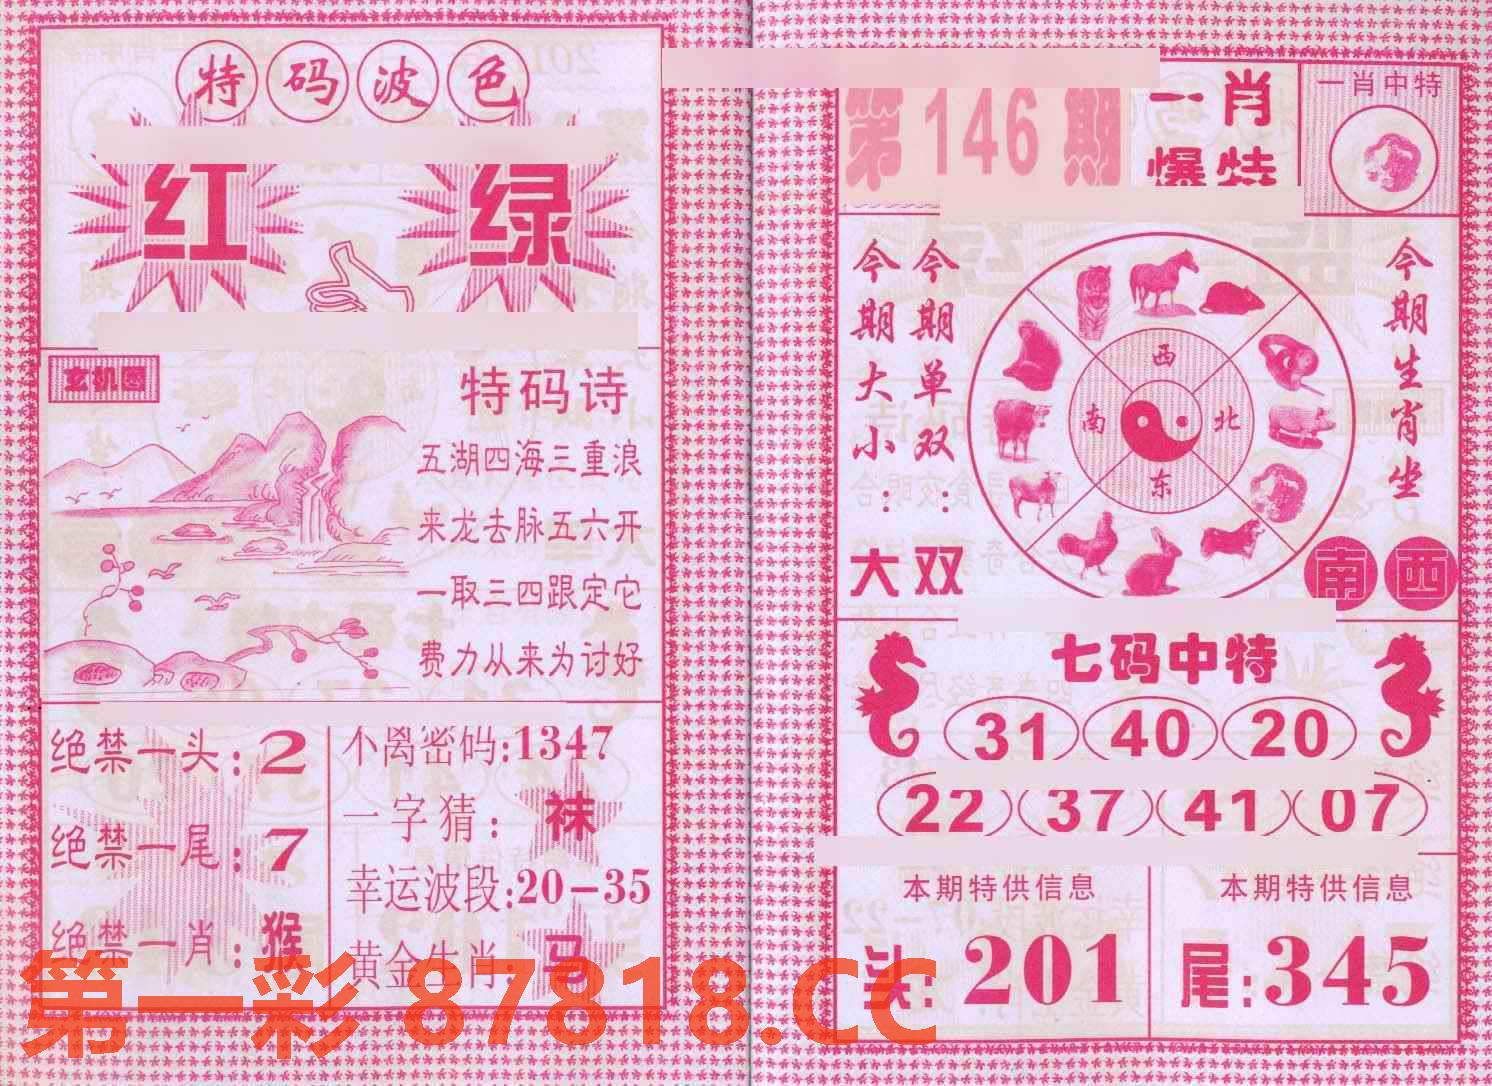 特码波色
红 绿
玄机图
特码诗
五湖四海三重浪
来龙去脉五六开
一取三四跟定它
费力从来为讨好
绝禁一头:2
绝禁一尾:7
绝禁一肖:猴
不离密码:1347
一字猜:袜
幸运波段:20-35
黄金生肖:马
第146期
一肖
爆特
一肖中特
今期大小:大
今期单双:双
西
南 北
东
今期生肖坐
南 西
七码中特
31 40 20
22 37 41 07
本期特供信息
头:201
本期特供信息
尾:345
第一彩 87818.CC